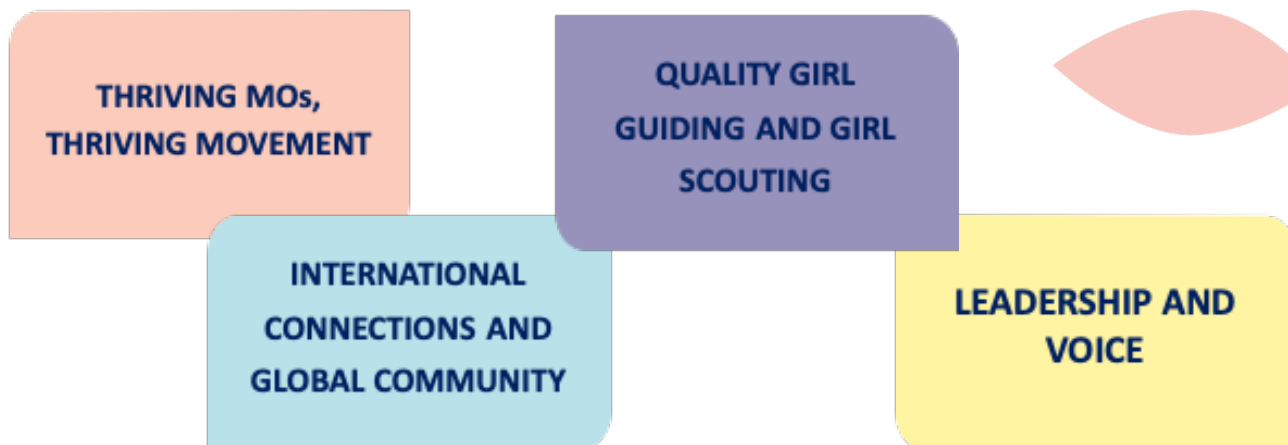 THRIVING MOs,
THRIVING MOVEMENT
INTERNATIONAL
CONNECTIONS AND
GLOBAL COMMUNITY
QUALITY GIRL
GUIDING AND GIRL
SCOUTING
LEADERSHIP AND
VOICE